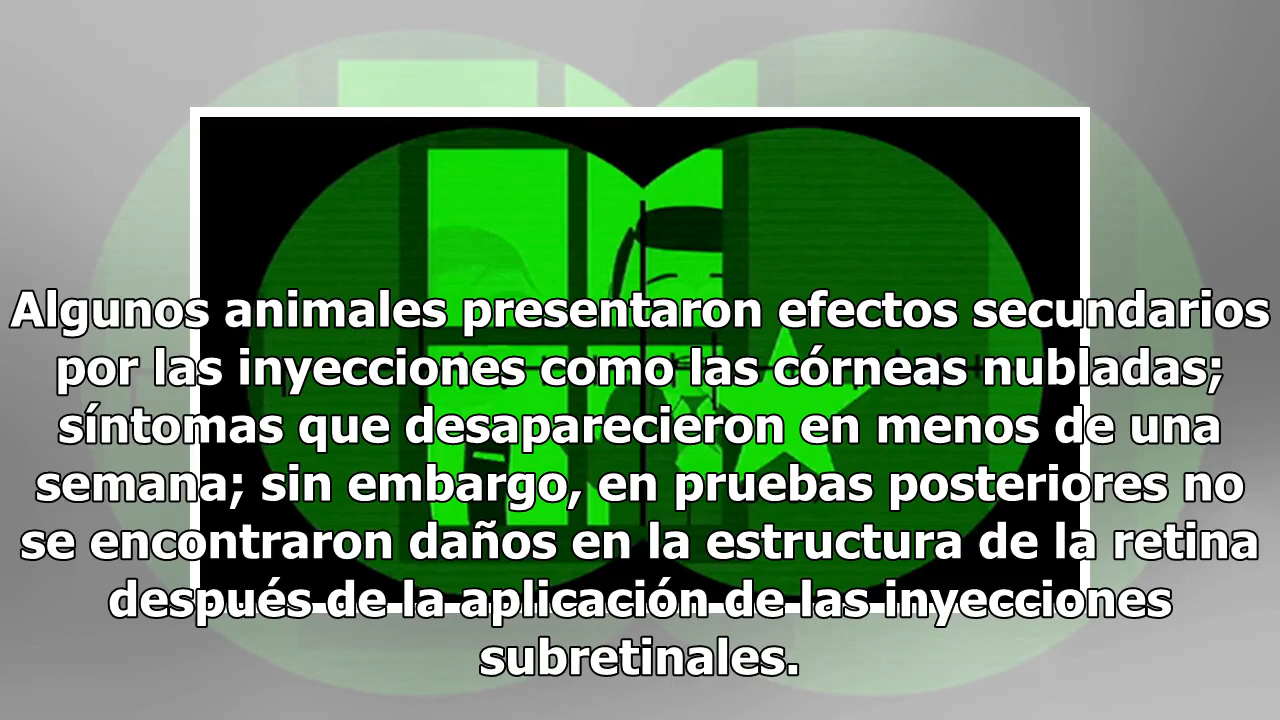 Algunos animales presentaron efectos secundarios
por las inyecciones como las córneas nubladas;
síntomas que desaparecieron en menos de una
semana; sin embargo, en pruebas posteriores no
se encontraron daños en la estructura de la retina
después de la aplicación de las inyecciones
subretinales.